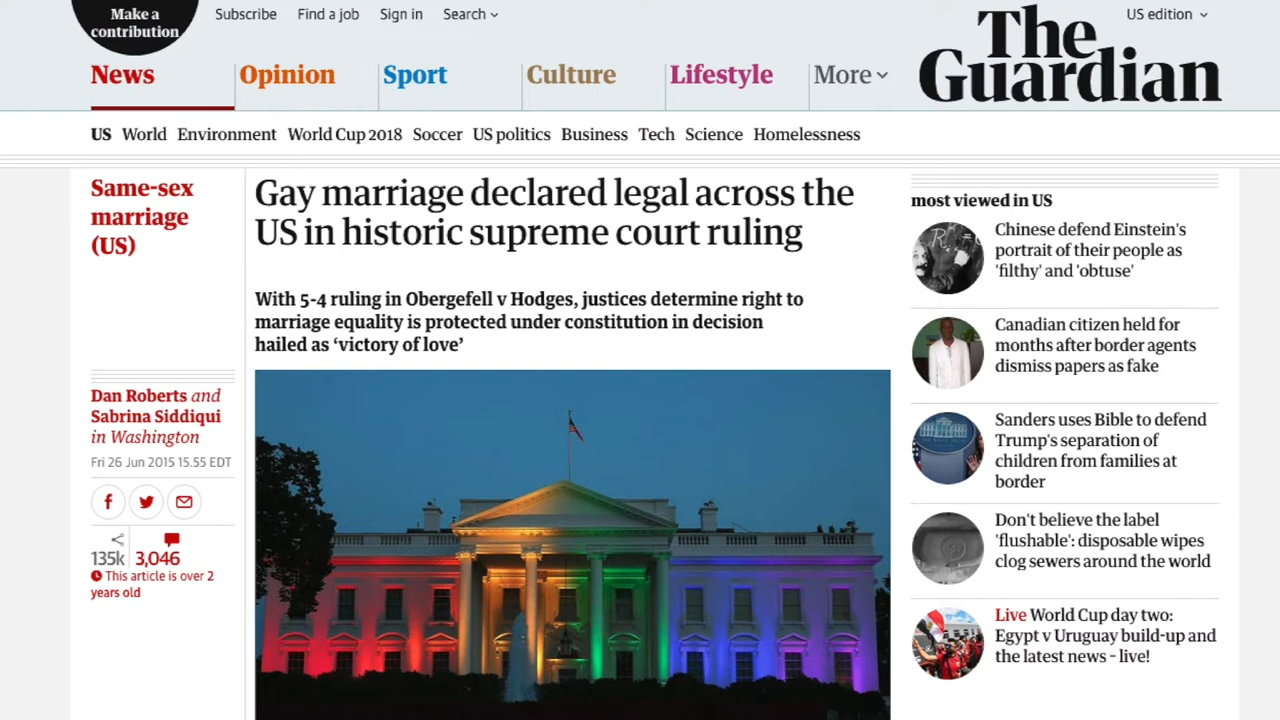 Make a
contribution
Subscribe
Find a job
Sign in
Search
US edition
The
Guardian
News
Opinion
Sport
Culture
Lifestyle
More
US
World
Environment
World Cup 2018
Soccer
US politics
Business
Tech
Science
Homelessness
Same-sex
marriage
(US)
Gay marriage declared legal across the
US in historic supreme court ruling
With 5-4 ruling in Obergefell v Hodges, justices determine right to
marriage equality is protected under constitution in decision
hailed as ‘victory of love’
Dan Roberts and
Sabrina Siddiqui
in Washington
Fri 26 Jun 2015 15.55 EDT
135k
3,046
This article is over 2
years old
most viewed in US
Chinese defend Einstein's
portrait of their people as
'filthy' and 'obtuse'
Canadian citizen held for
months after border agents
dismiss papers as fake
Sanders uses Bible to defend
Trump's separation of
children from families at
border
Don't believe the label
'flushable': disposable wipes
clog sewers around the world
Live World Cup day two:
Egypt v Uruguay build-up and
the latest news – live!